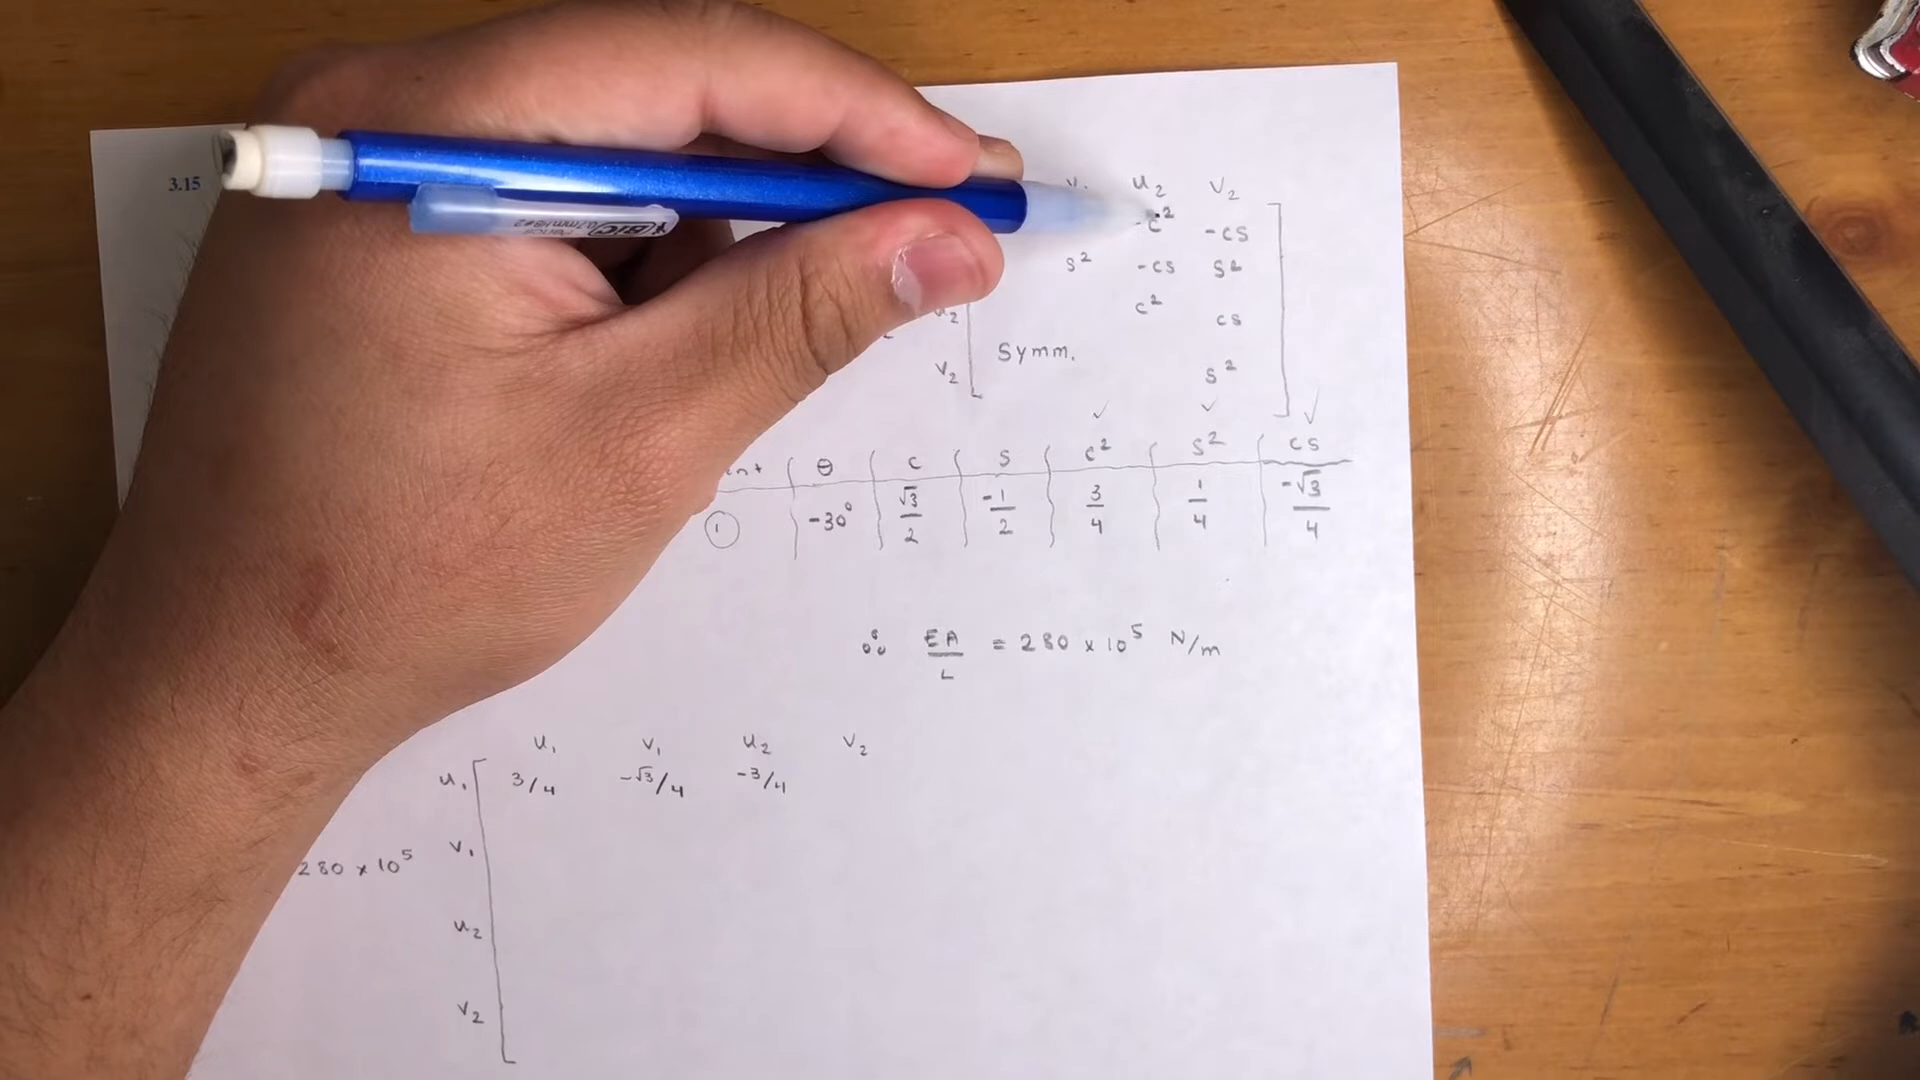 3.15
BIC
u₂ v₂
-c² -cs
s² -cs s²
u₂ c² cs
v₂ Symm. s²
✓ ✓ ✓
θ c s c² s² cs
① -30° √3/2 -1/2 3/4 1/4 -√3/4
∴ EA/L = 280 x 10⁵ N/m
u₁ v₁ u₂ v₂
u₁ 3/4 -√3/4 -3/4
280 x 10⁵ v₁
u₂
v₂